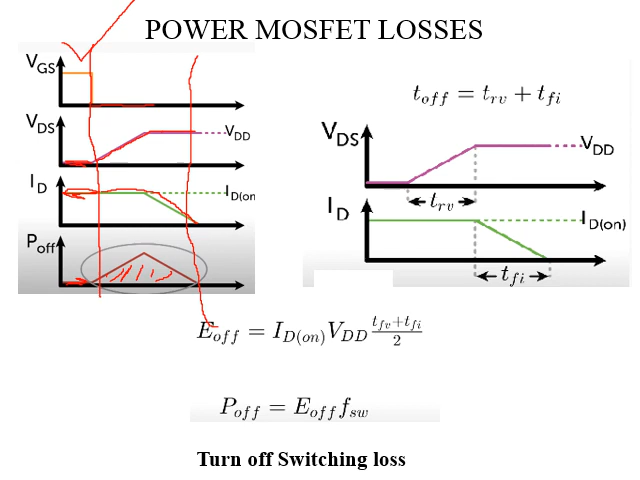 POWER MOSFET LOSSES
V_GS
V_DS
V_DD
I_D
I_D(on
P_off
t_off = t_rv + t_fi
V_DS
V_DD
t_rv
I_D
I_D(on)
t_fi
E_off = I_D(on) V_DD (t_fv + t_fi)/2
P_off = E_off f_sw
Turn off Switching loss